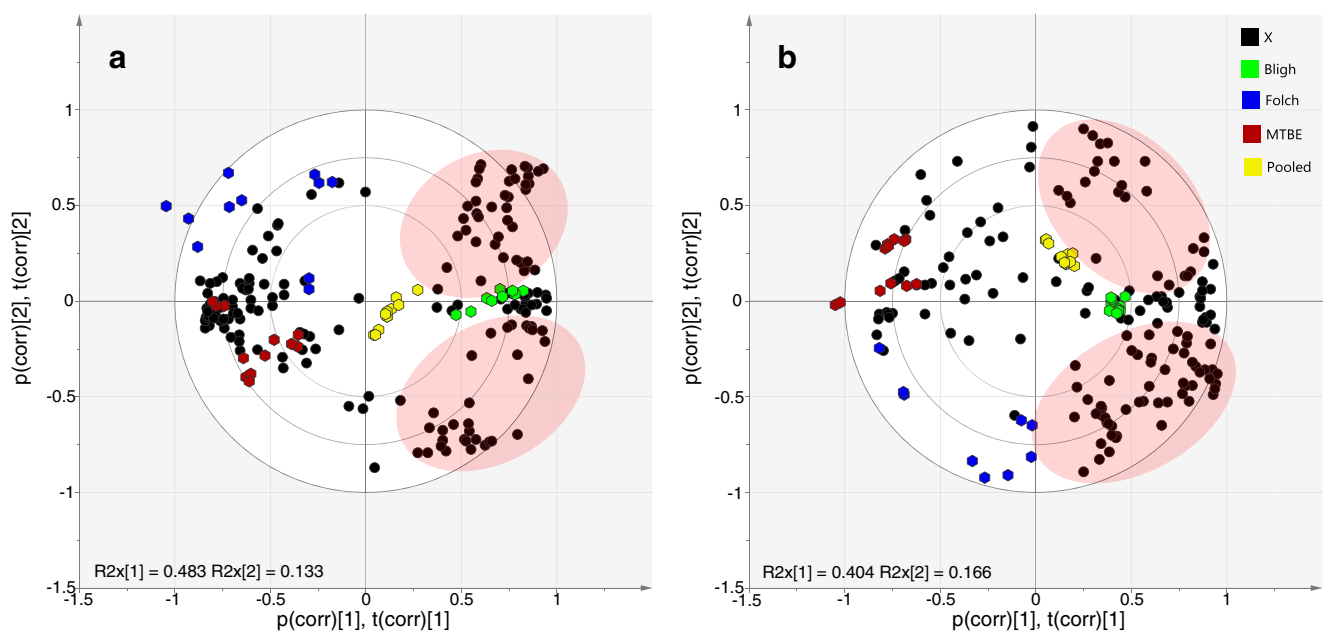 a
1
0.5
0
-0.5
-1
-1.5
p(corr)[2], t(corr)[2]
R2x[1] = 0.483 R2x[2] = 0.133
-1.5 -1 -0.5 0 0.5 1
p(corr)[1], t(corr)[1]
b
X
Bligh
Folch
MTBE
Pooled
1
0.5
0
-0.5
-1
-1.5
p(corr)[2], t(corr)[2]
R2x[1] = 0.404 R2x[2] = 0.166
-1.5 -1 -0.5 0 0.5 1
p(corr)[1], t(corr)[1]